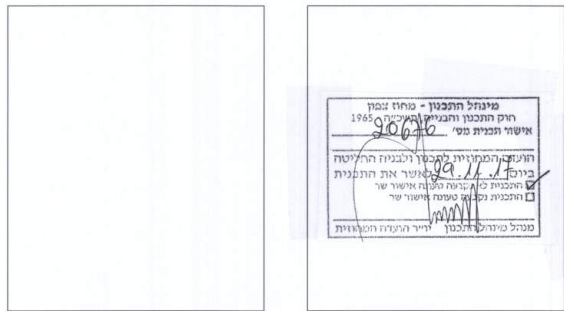 מינהל התכנון - מחוז צפון
חוק התכנון והבנייה תשכ"ה 1965
אישור תכנית מס' 20676
הועדה המחוזית לתכנון ולבניה החליטה
ביום 29.11.17 לאשר את התכנית
התכנית לא נקבעה טעונה אישור שר
התכנית נקבעה טעונה אישור שר
מנהל מינהל התכנון יו"ר הועדה המחוזית